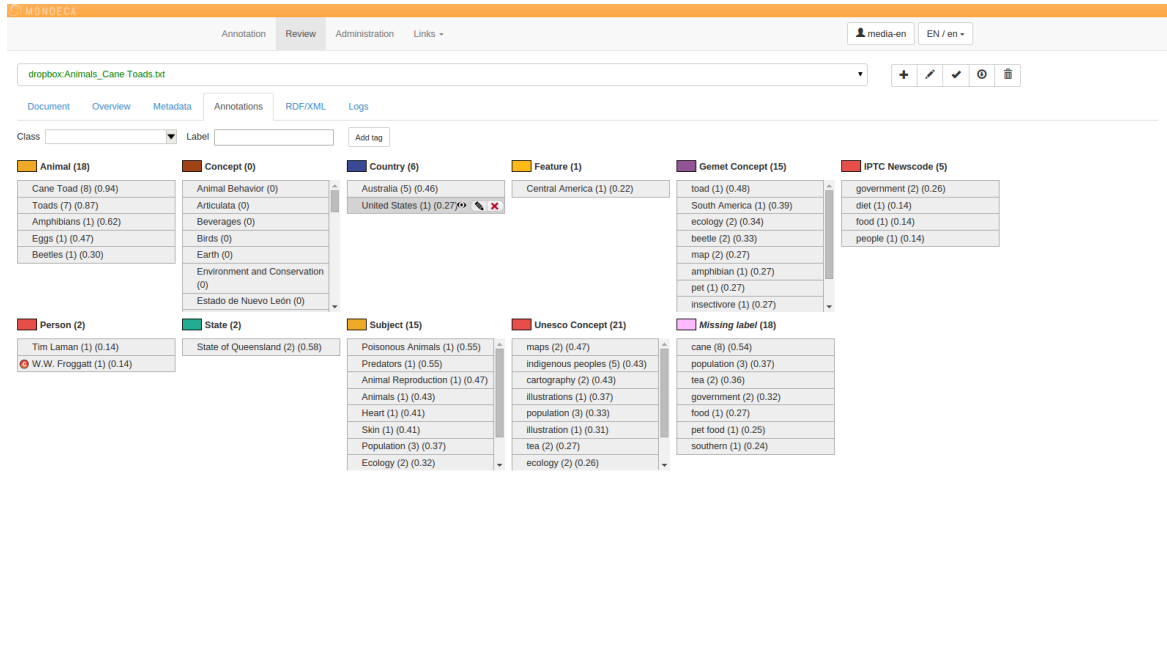 MONDECA
Annotation Review Administration Links media-en EN / en
dropbox:Animals_Cane Toads.txt
Document Overview Metadata Annotations RDF/XML Logs
Class Label Add tag
Animal (18)
Cane Toad (8) (0.94)
Toads (7) (0.87)
Amphibians (1) (0.62)
Eggs (1) (0.47)
Beetles (1) (0.30)
Concept (0)
Animal Behavior (0)
Articulata (0)
Beverages (0)
Birds (0)
Earth (0)
Environment and Conservation
(0)
Estado de Nuevo León (0)
Country (6)
Australia (5) (0.46)
United States (1) (0.27)
Feature (1)
Central America (1) (0.22)
Gemet Concept (15)
toad (1) (0.48)
South America (1) (0.39)
ecology (2) (0.34)
beetle (2) (0.33)
map (2) (0.27)
amphibian (1) (0.27)
pet (1) (0.27)
insectivore (1) (0.27)
IPTC Newscode (5)
government (2) (0.26)
diet (1) (0.14)
food (1) (0.14)
people (1) (0.14)
Person (2)
Tim Laman (1) (0.14)
W.W. Froggatt (1) (0.14)
State (2)
State of Queensland (2) (0.58)
Subject (15)
Poisonous Animals (1) (0.55)
Predators (1) (0.55)
Animal Reproduction (1) (0.47)
Animals (1) (0.43)
Heart (1) (0.41)
Skin (1) (0.41)
Population (3) (0.37)
Ecology (2) (0.32)
Unesco Concept (21)
maps (2) (0.47)
indigenous peoples (5) (0.43)
cartography (2) (0.43)
illustrations (1) (0.37)
population (3) (0.33)
illustration (1) (0.31)
tea (2) (0.27)
ecology (2) (0.26)
Missing label (18)
cane (8) (0.54)
population (3) (0.37)
tea (2) (0.36)
government (2) (0.32)
food (1) (0.27)
pet food (1) (0.25)
southern (1) (0.24)